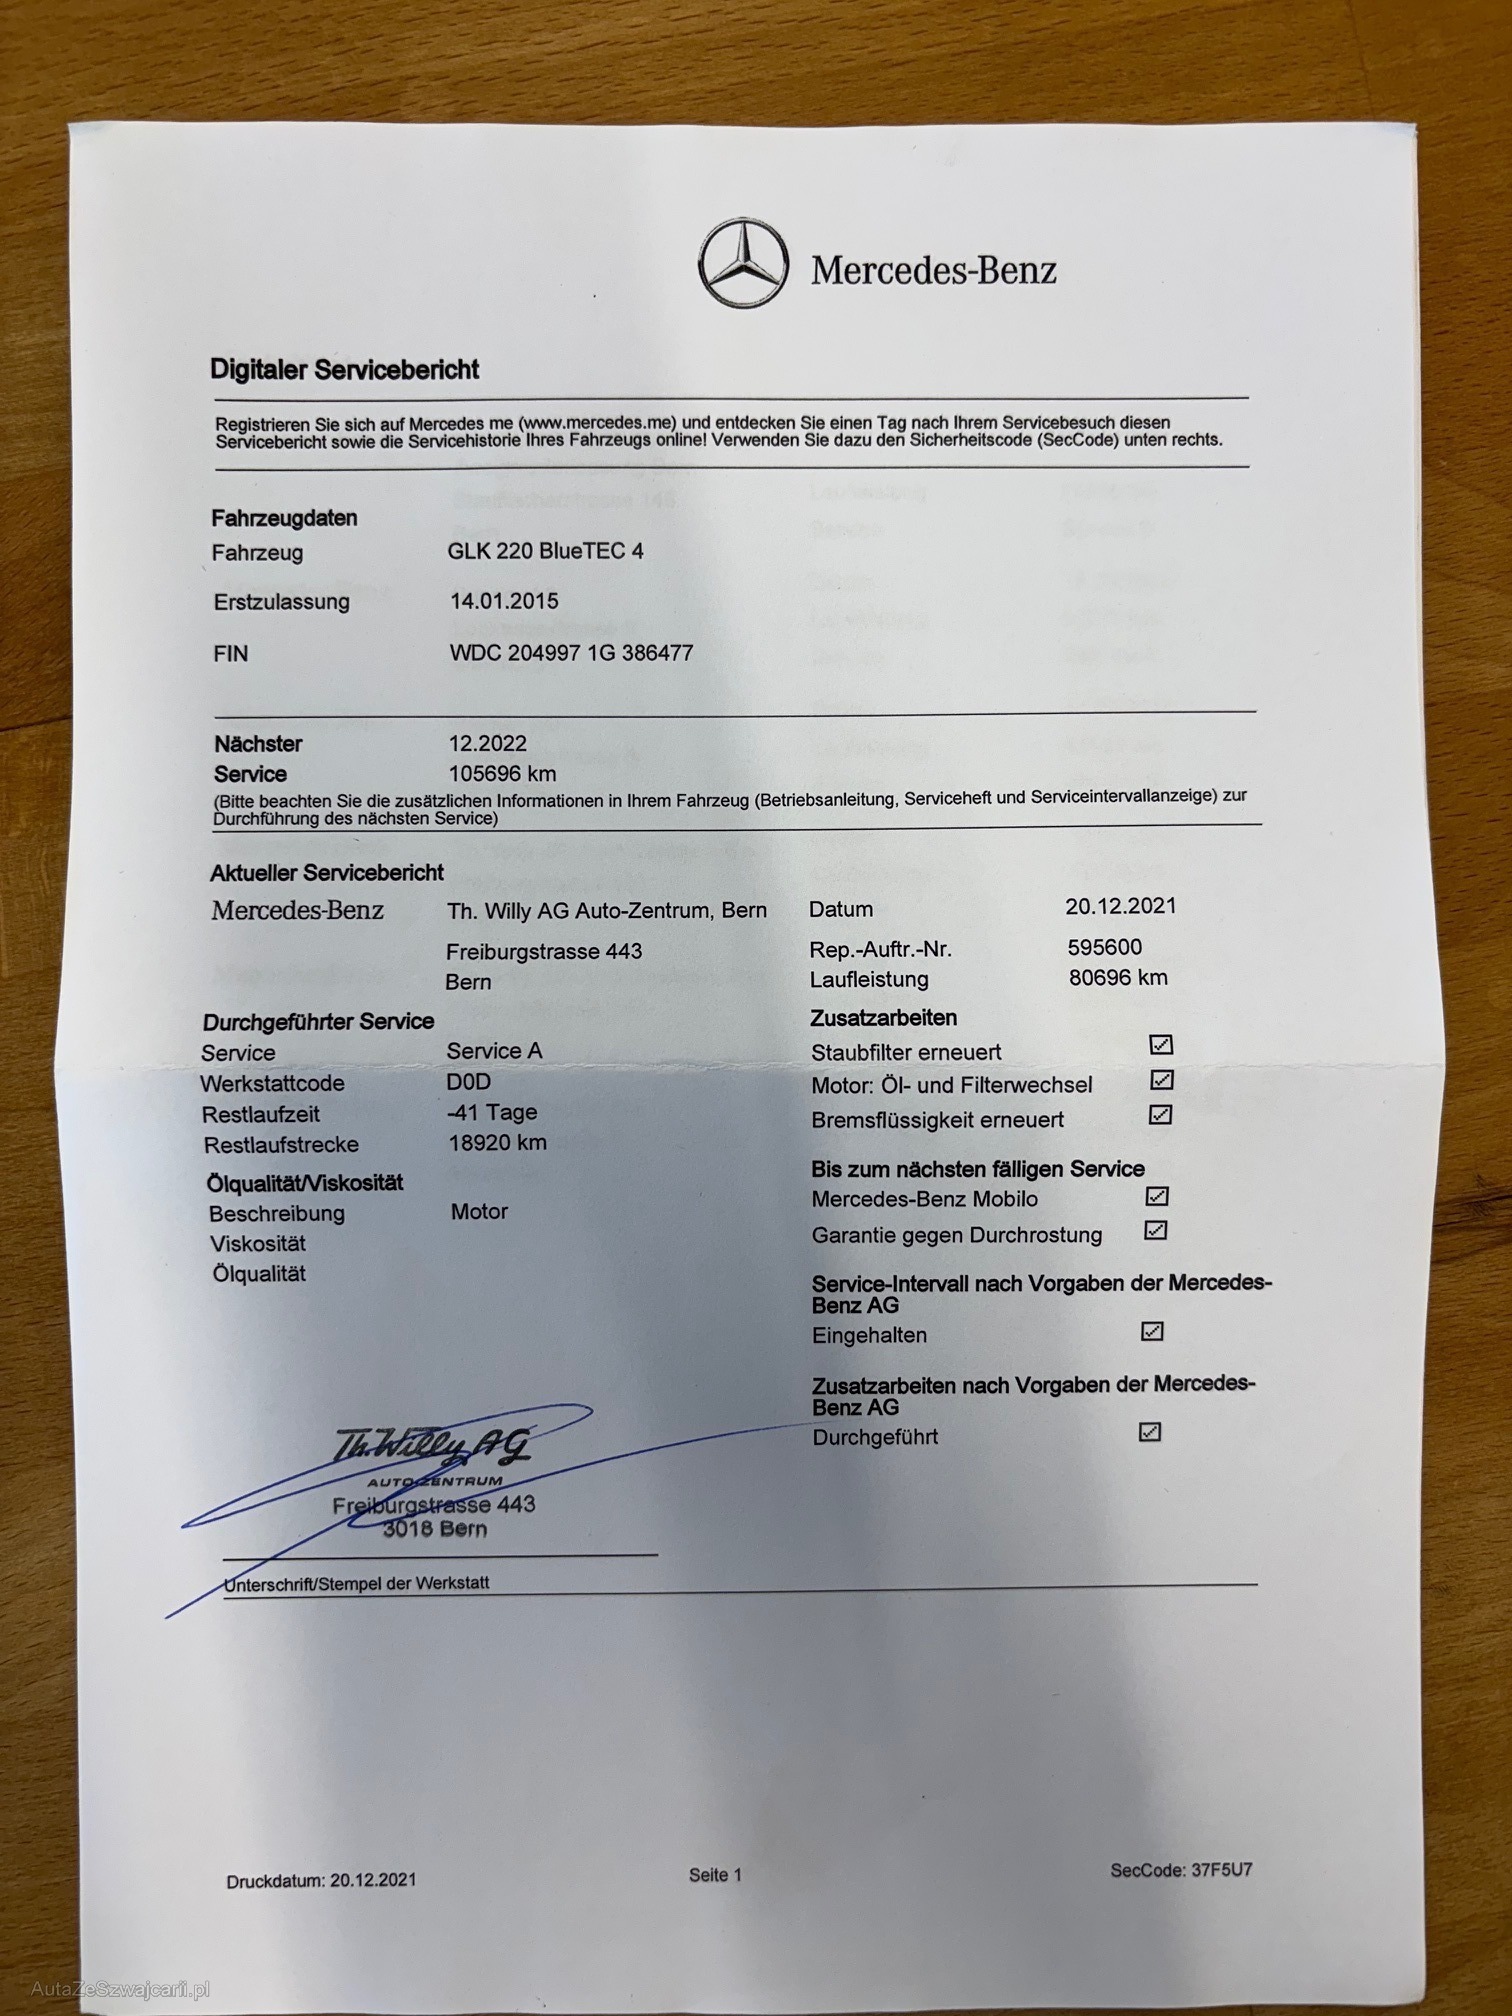 Mercedes-Benz
Digitaler Servicebericht
Registrieren Sie sich auf Mercedes me (www.mercedes.me) und entdecken Sie einen Tag nach Ihrem Servicebesuch diesen
Servicebericht sowie die Servicehistorie Ihres Fahrzeugs online! Verwenden Sie dazu den Sicherheitscode (SecCode) unten rechts.
Fahrzeugdaten
Fahrzeug GLK 220 BlueTEC 4
Erstzulassung 14.01.2015
FIN WDC 204997 1G 386477
Nächster 12.2022
Service 105696 km
(Bitte beachten Sie die zusätzlichen Informationen in Ihrem Fahrzeug (Betriebsanleitung, Serviceheft und Serviceintervallanzeige) zur
Durchführung des nächsten Service)
Aktueller Servicebericht
Mercedes-Benz Th. Willy AG Auto-Zentrum, Bern Datum 20.12.2021
Freiburgstrasse 443 Rep.-Auftr.-Nr. 595600
Bern Laufleistung 80696 km
Durchgeführter Service Zusatzarbeiten
Service Service A Staubfilter erneuert
Werkstattcode D0D Motor: Öl- und Filterwechsel
Restlaufzeit -41 Tage Bremsflüssigkeit erneuert
Restlaufstrecke 18920 km
Ölqualität/Viskosität Bis zum nächsten fälligen Service
Beschreibung Motor Mercedes-Benz Mobilo
Viskosität Garantie gegen Durchrostung
Ölqualität
Service-Intervall nach Vorgaben der Mercedes-
Benz AG
Eingehalten
Zusatzarbeiten nach Vorgaben der Mercedes-
Benz AG
Durchgeführt
Th. Willy AG
AUTO-ZENTRUM
Freiburgstrasse 443
3018 Bern
Unterschrift/Stempel der Werkstatt
Druckdatum: 20.12.2021 Seite 1 SecCode: 37F5U7
AutaZeSzwajcarii.pl